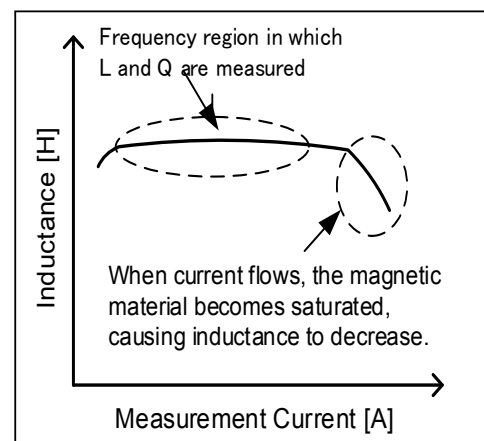 Frequency region in which
L and Q are measured
Inductance [H]
When current flows, the magnetic
material becomes saturated,
causing inductance to decrease.
Measurement Current [A]